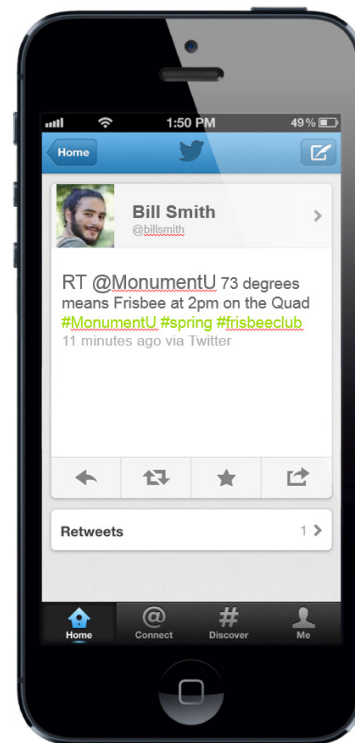 1:50 PM 49%
Home
Bill Smith
@billsmith
RT @MonumentU 73 degrees
means Frisbee at 2pm on the Quad
#MonumentU #spring #frisbeeclub
11 minutes ago via Twitter
Retweets 1
Home @ Connect # Discover Me